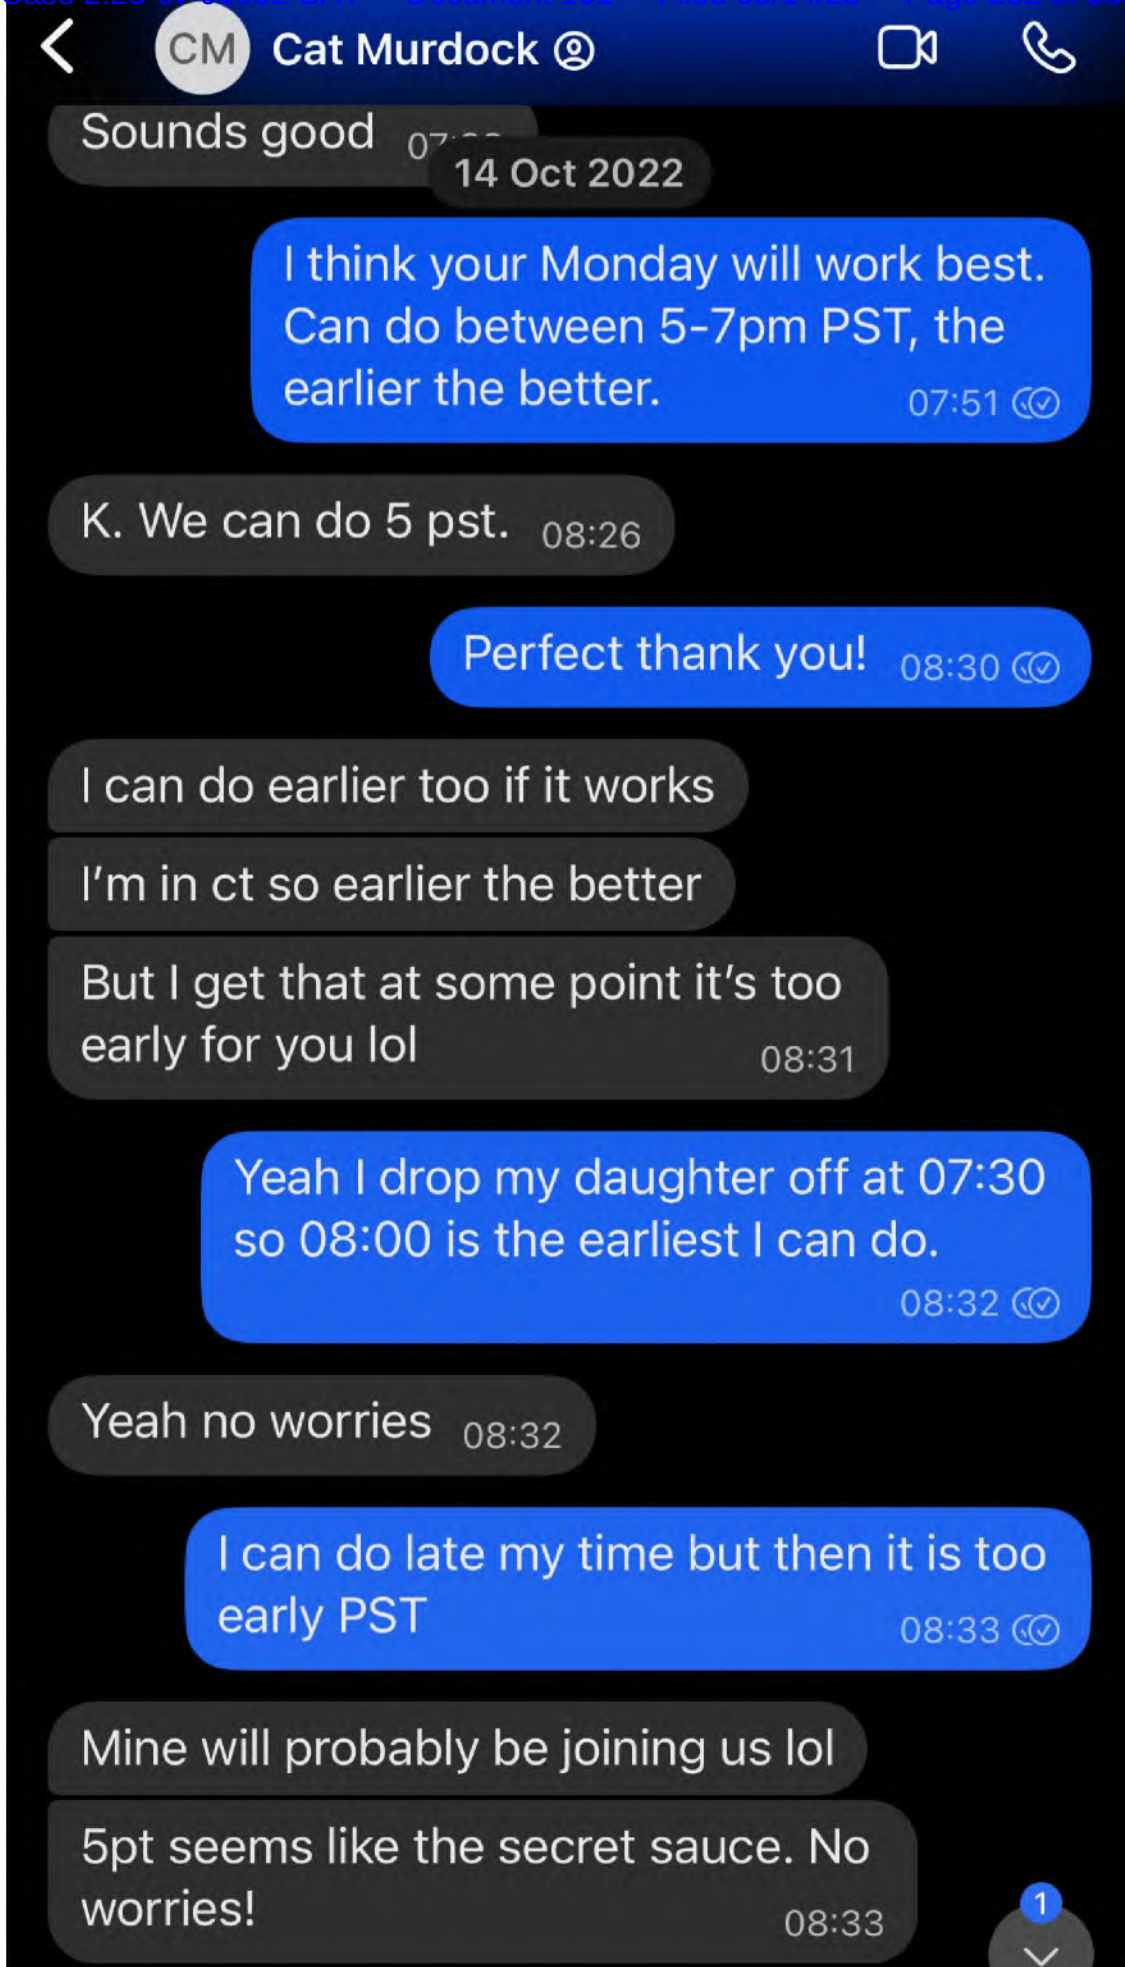 CM Cat Murdock
Sounds good
14 Oct 2022
I think your Monday will work best.
Can do between 5-7pm PST, the
earlier the better.
07:51
K. We can do 5 pst. 08:26
Perfect thank you! 08:30
I can do earlier too if it works
I'm in ct so earlier the better
But I get that at some point it's too
early for you lol
08:31
Yeah I drop my daughter off at 07:30
so 08:00 is the earliest I can do.
08:32
Yeah no worries 08:32
I can do late my time but then it is too
early PST
08:33
Mine will probably be joining us lol
5pt seems like the secret sauce. No
worries!
08:33
1